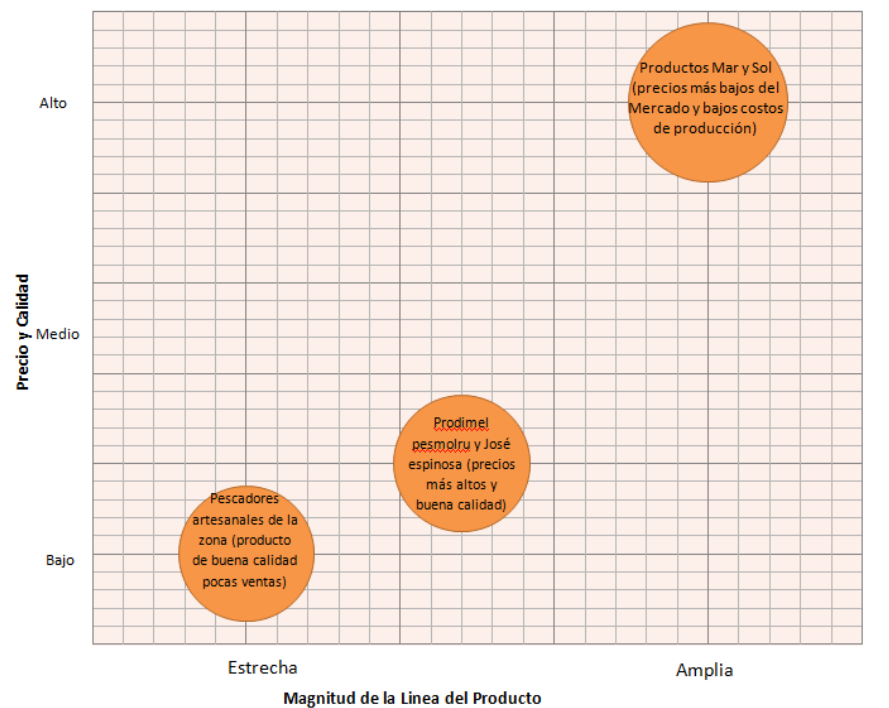 Productos Mar y Sol
(precios más bajos del
Mercado y bajos costos
de producción)
Alto
Precio y Calidad
Medio
Prodimel
pesmolru y José
espinosa (precios
más altos y
buena calidad)
Pescadores
artesanales de la
zona (producto
de buena calidad
pocas ventas)
Bajo
Estrecha
Amplia
Magnitud de la Linea del Producto